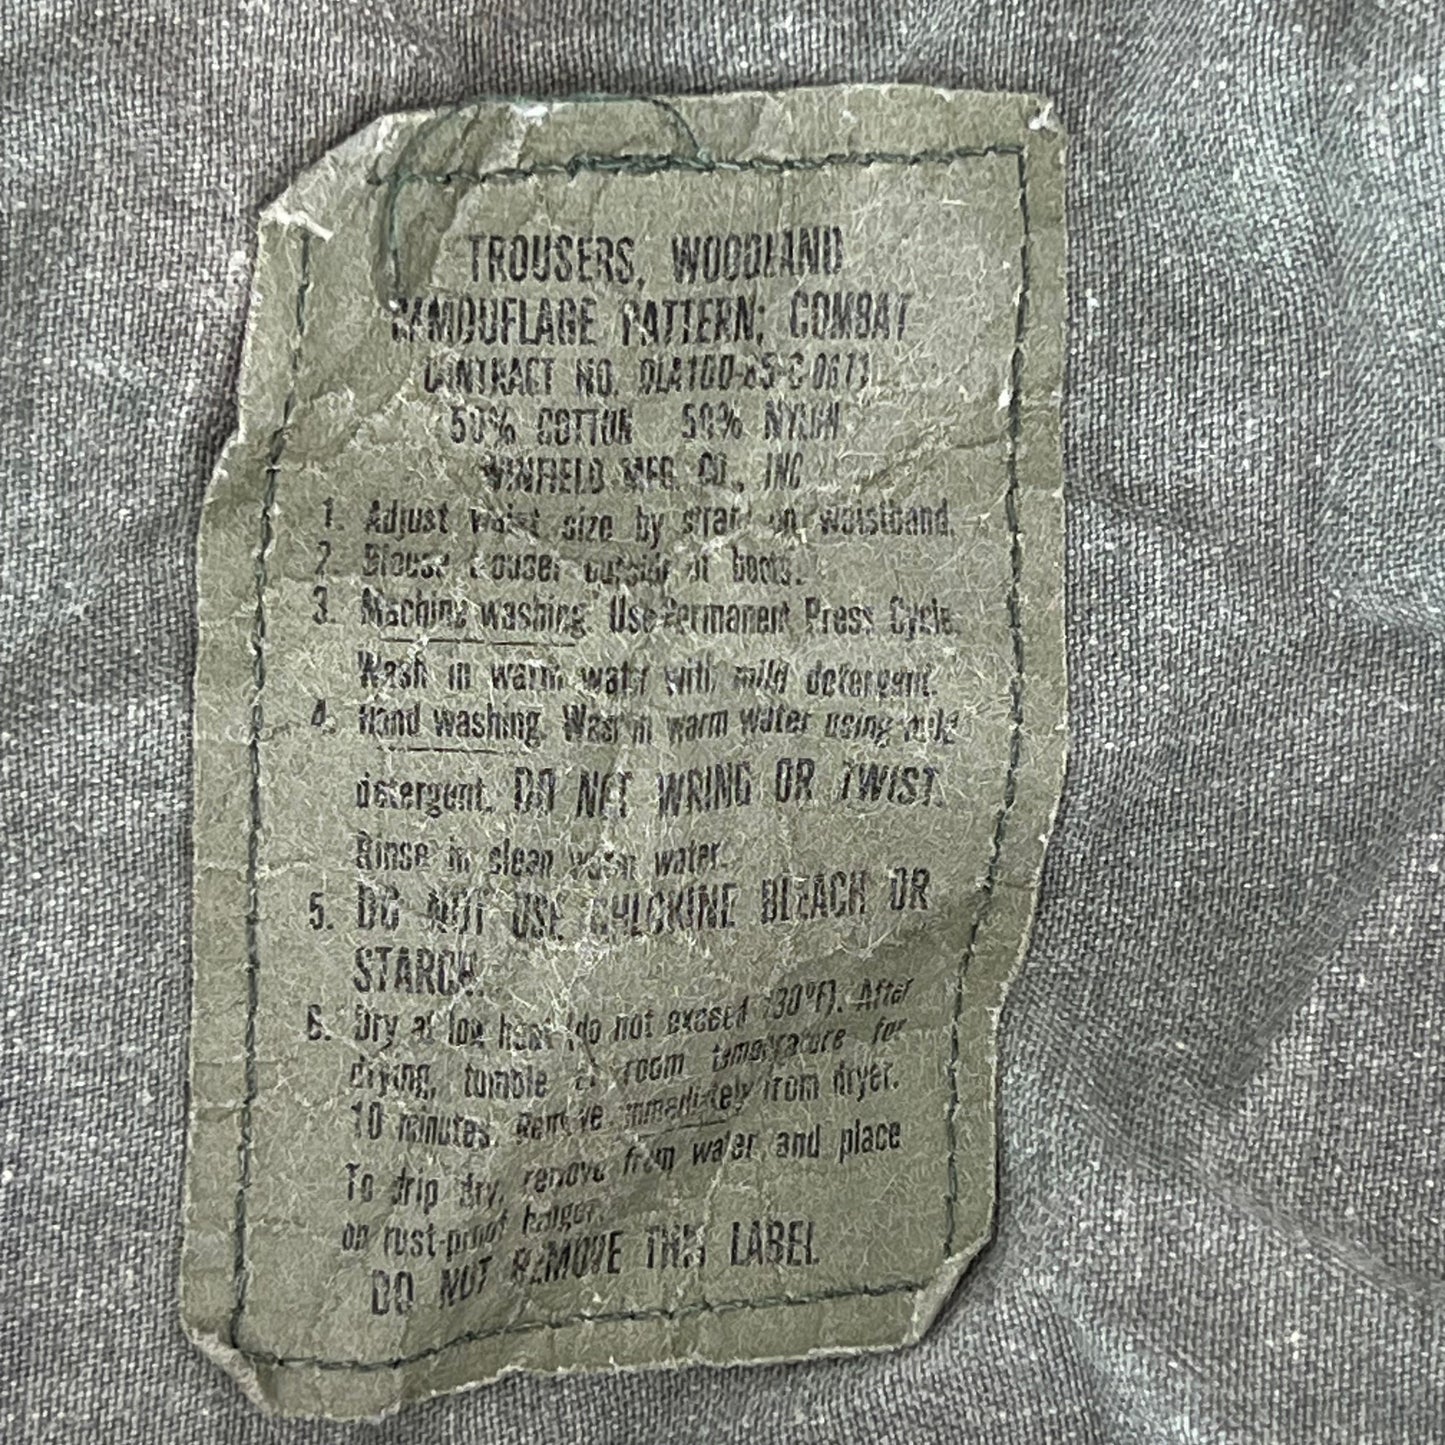 TROUSERS, WOODLAND
CAMOUFLAGE PATTERN; COMBAT
CONTRACT NO. DLA100-85-C-0671
50% COTTON 50% NYLON
WINFIELD MFG. CO., INC
1. Adjust waist size by strap on waistband.
2. Blouse trouser outside of boots.
3. Machine washing. Use Permanent Press Cycle.
Wash in warm water with mild detergent.
4. Hand washing. Wash in warm water using mild
detergent. DO NOT WRING OR TWIST.
Rinse in clean warm water.
5. DO NOT USE CHLORINE BLEACH OR
STARCH.
6. Dry at low heat (do not exceed 130°F). After
drying, tumble at room temperature for
10 minutes. Remove immediately from dryer.
To drip dry, remove from water and place
on rust-proof hanger.
DO NOT REMOVE THIS LABEL